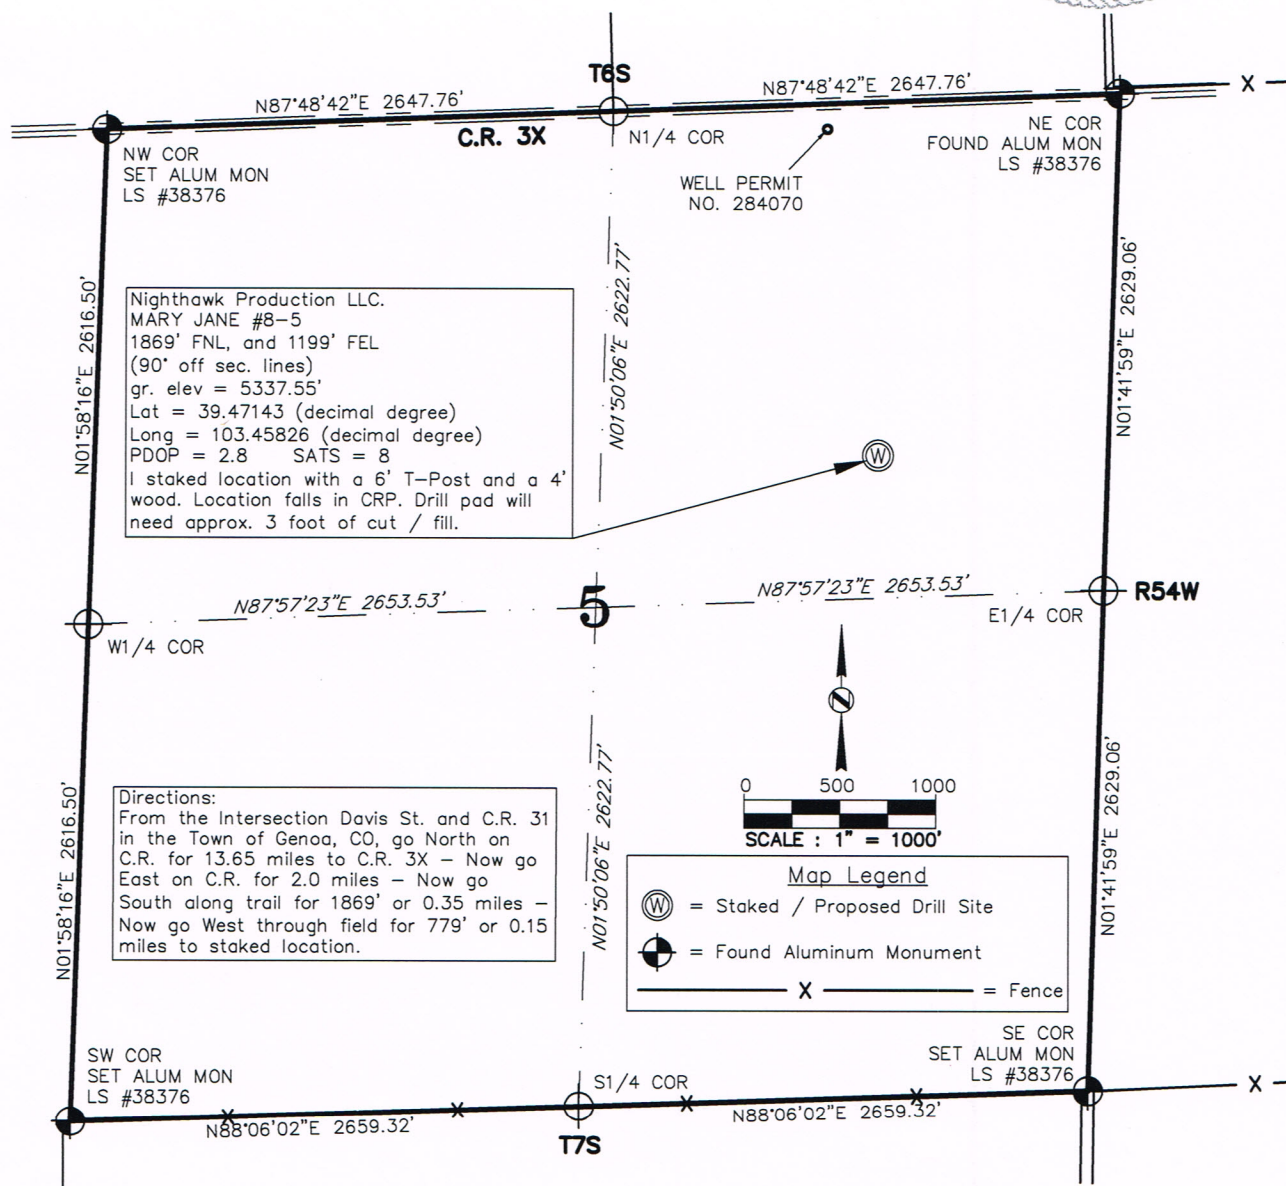 T6S
N87°48'42"E 2647.76'
N87°48'42"E 2647.76'
X
C.R. 3X
N1/4 COR
NW COR
SET ALUM MON
LS #38376
NE COR
FOUND ALUM MON
LS #38376
WELL PERMIT
NO. 284070
N01°58'16"E 2616.50'
N01°50'06"E 2622.77'
N01°41'59"E 2629.06'
Nighthawk Production LLC.
MARY JANE #8-5
1869' FNL, and 1199' FEL
(90° off sec. lines)
gr. elev = 5337.55'
Lat = 39.47143 (decimal degree)
Long = 103.45826 (decimal degree)
PDOP = 2.8 SATS = 8
I staked location with a 6' T-Post and a 4'
wood. Location falls in CRP. Drill pad will
need approx. 3 foot of cut / fill.
W
N87°57'23"E 2653.53'
5
N87°57'23"E 2653.53'
R54W
W1/4 COR
E1/4 COR
N
0 500 1000
SCALE : 1" = 1000'
N01°58'16"E 2616.50'
N01°50'06"E 2622.77'
N01°41'59"E 2629.06'
Directions:
From the Intersection Davis St. and C.R. 31
in the Town of Genoa, CO, go North on
C.R. for 13.65 miles to C.R. 3X - Now go
East on C.R. for 2.0 miles - Now go
South along trail for 1869' or 0.35 miles -
Now go West through field for 779' or 0.15
miles to staked location.
Map Legend
W = Staked / Proposed Drill Site
= Found Aluminum Monument
X = Fence
SW COR
SET ALUM MON
LS #38376
S1/4 COR
SE COR
SET ALUM MON
LS #38376
X X X X X
N88°06'02"E 2659.32'
N88°06'02"E 2659.32'
T7S